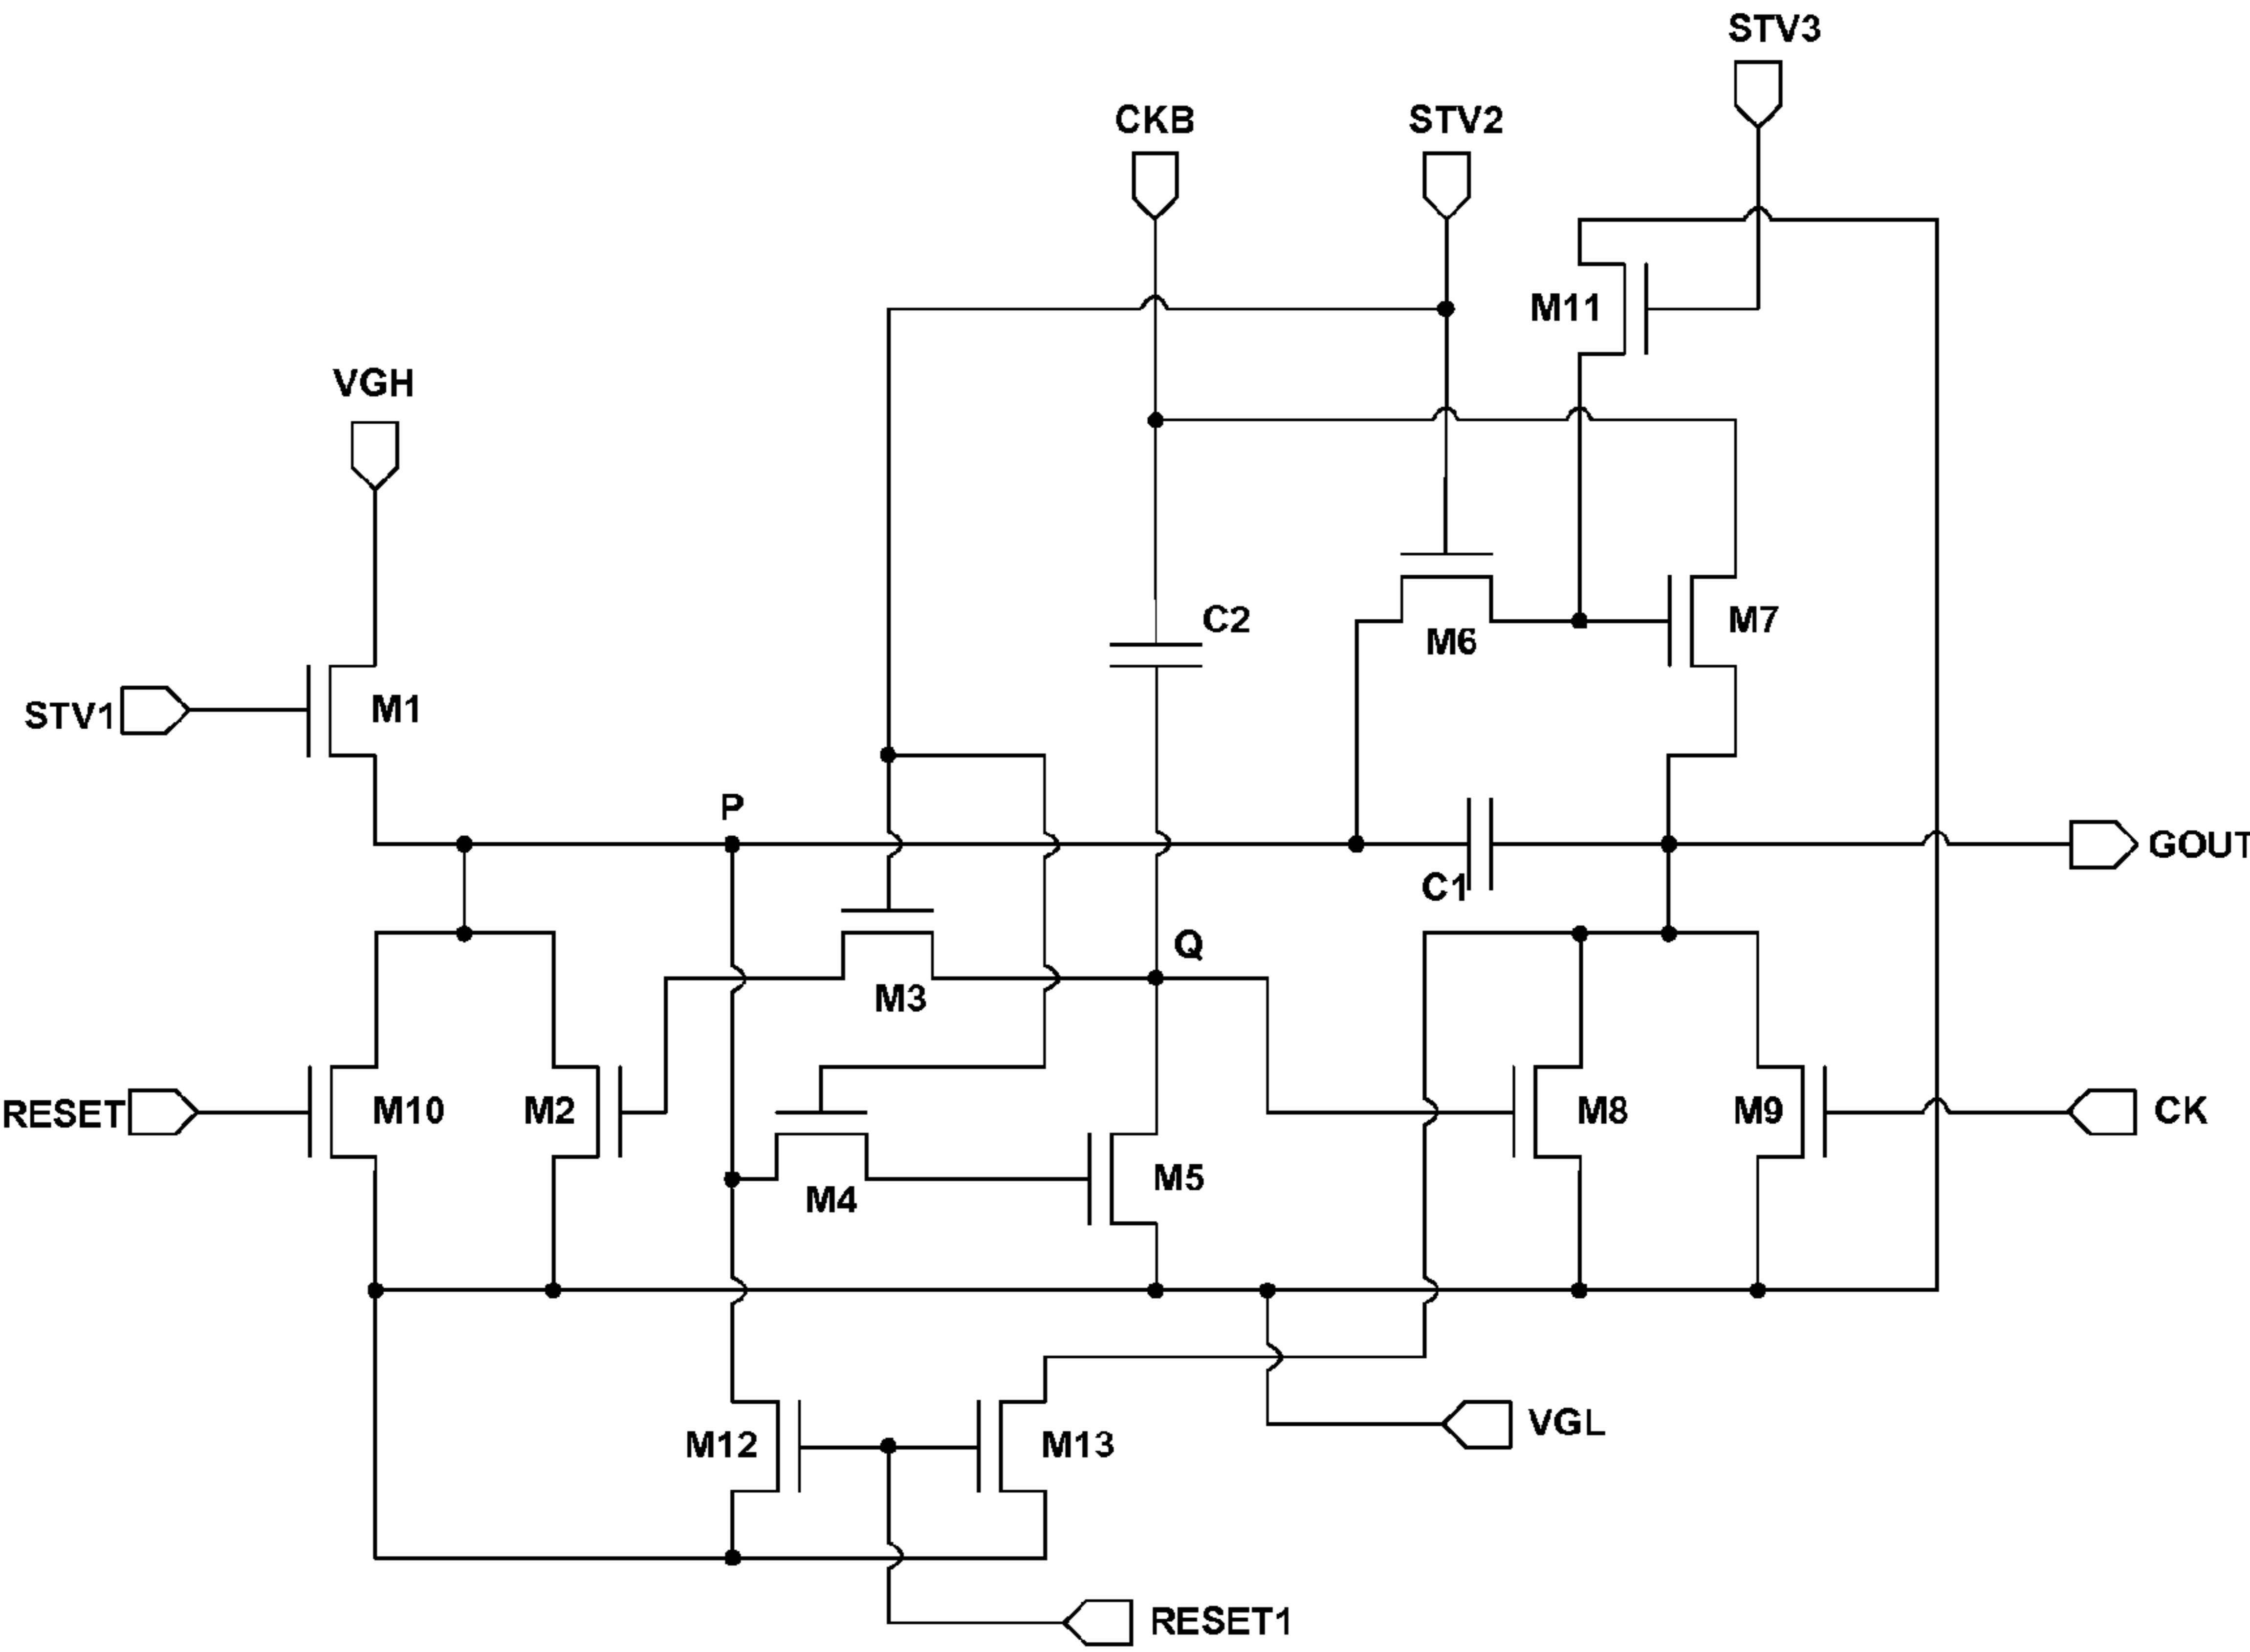 STV3
CKB
STV2
M11
VGH
C2
M6
M7
STV1
M1
P
GOUT
C1
Q
M3
RESET
M10
M2
M8
M9
CK
M4
M5
VGL
M12
M13
RESET1